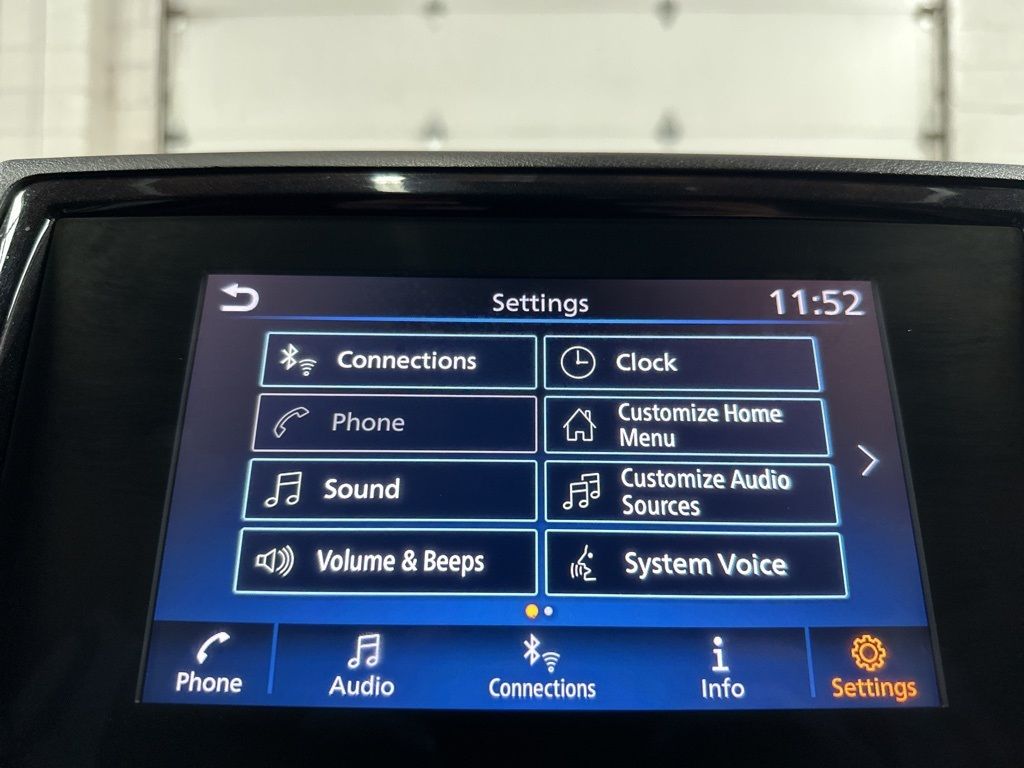 Settings
11:52
Connections
Clock
Phone
Customize Home
Menu
Sound
Customize Audio
Sources
Volume & Beeps
System Voice
Phone
Audio
Connections
Info
Settings